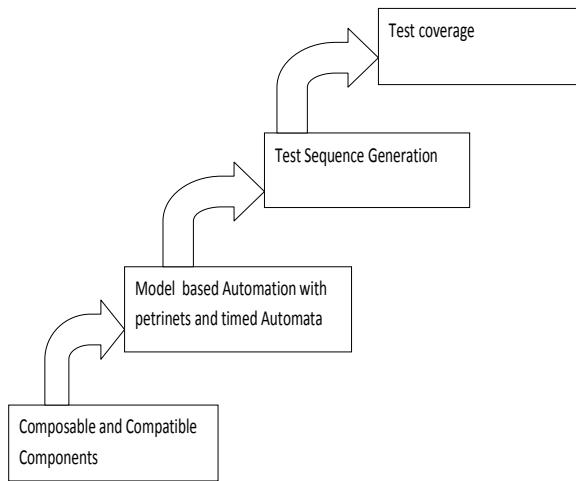 Test coverage
Test Sequence Generation
Model based Automation with
petrinets and timed Automata
Composable and Compatible
Components